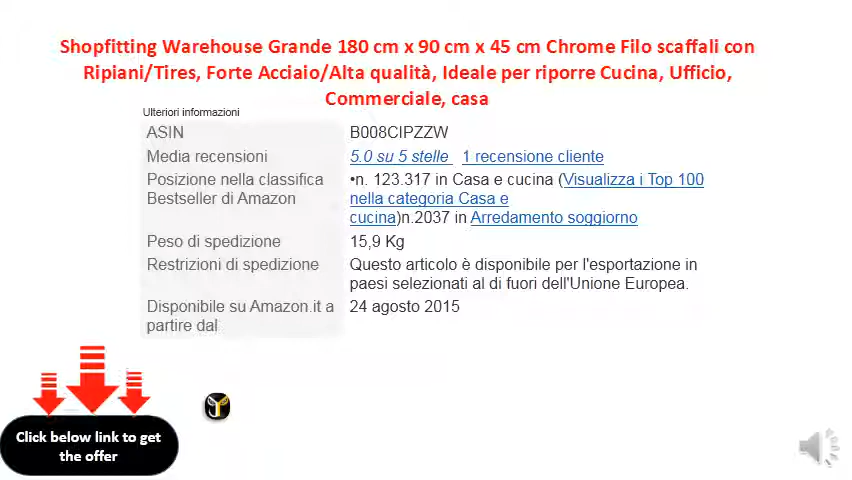 Shopfitting Warehouse Grande 180 cm x 90 cm x 45 cm Chrome Filo scaffali con
Ripiani/Tires, Forte Acciaio/Alta qualità, Ideale per riporre Cucina, Ufficio,
Commerciale, casa
Ulteriori informazioni
ASIN B008CIPZZW
Media recensioni 5.0 su 5 stelle 1 recensione cliente
Posizione nella classifica •n. 123.317 in Casa e cucina (Visualizza i Top 100
Bestseller di Amazon nella categoria Casa e
cucina)n.2037 in Arredamento soggiorno
Peso di spedizione 15,9 Kg
Restrizioni di spedizione Questo articolo è disponibile per l'esportazione in
paesi selezionati al di fuori dell'Unione Europea.
Disponibile su Amazon.it a 24 agosto 2015
partire dal
Click below link to get
the offer